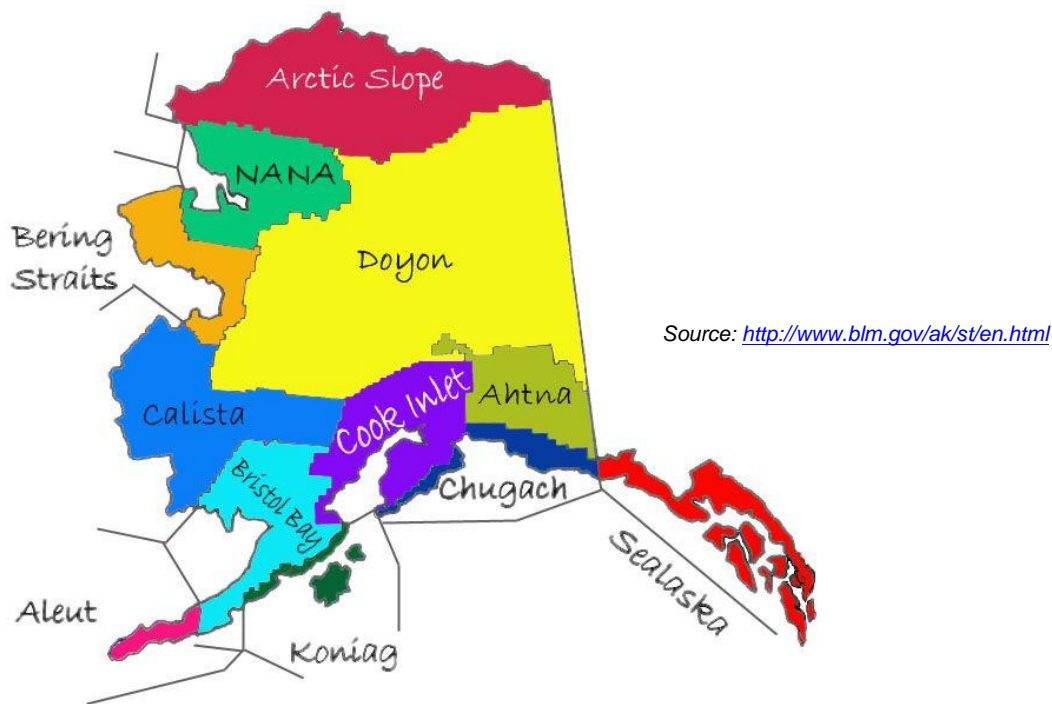 Arctic Slope
NANA
Bering
Straits
Doyon
Source: http://www.blm.gov/ak/st/en.html
Calista
Cook Inlet
Ahtna
Bristol Bay
Chugach
Sealaska
Aleut
Koniag